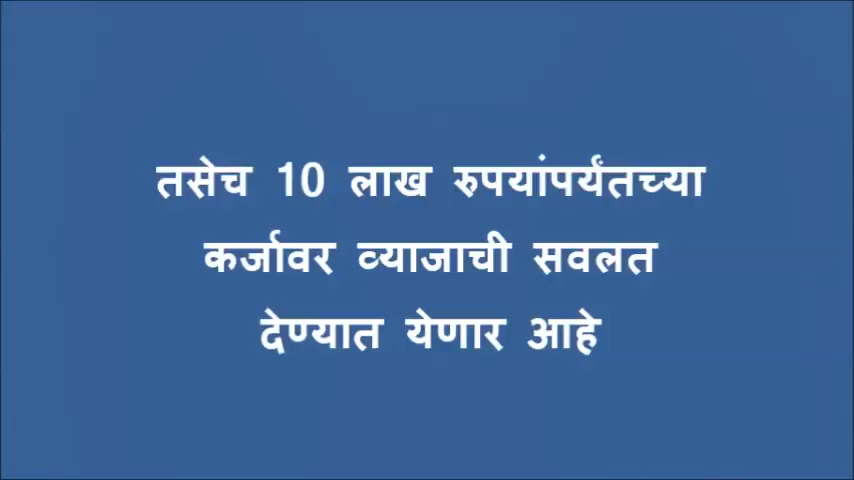 तसेच 10 लाख रुपयांपर्यंतच्या
कर्जावर व्याजाची सवलत
देण्यात येणार आहे